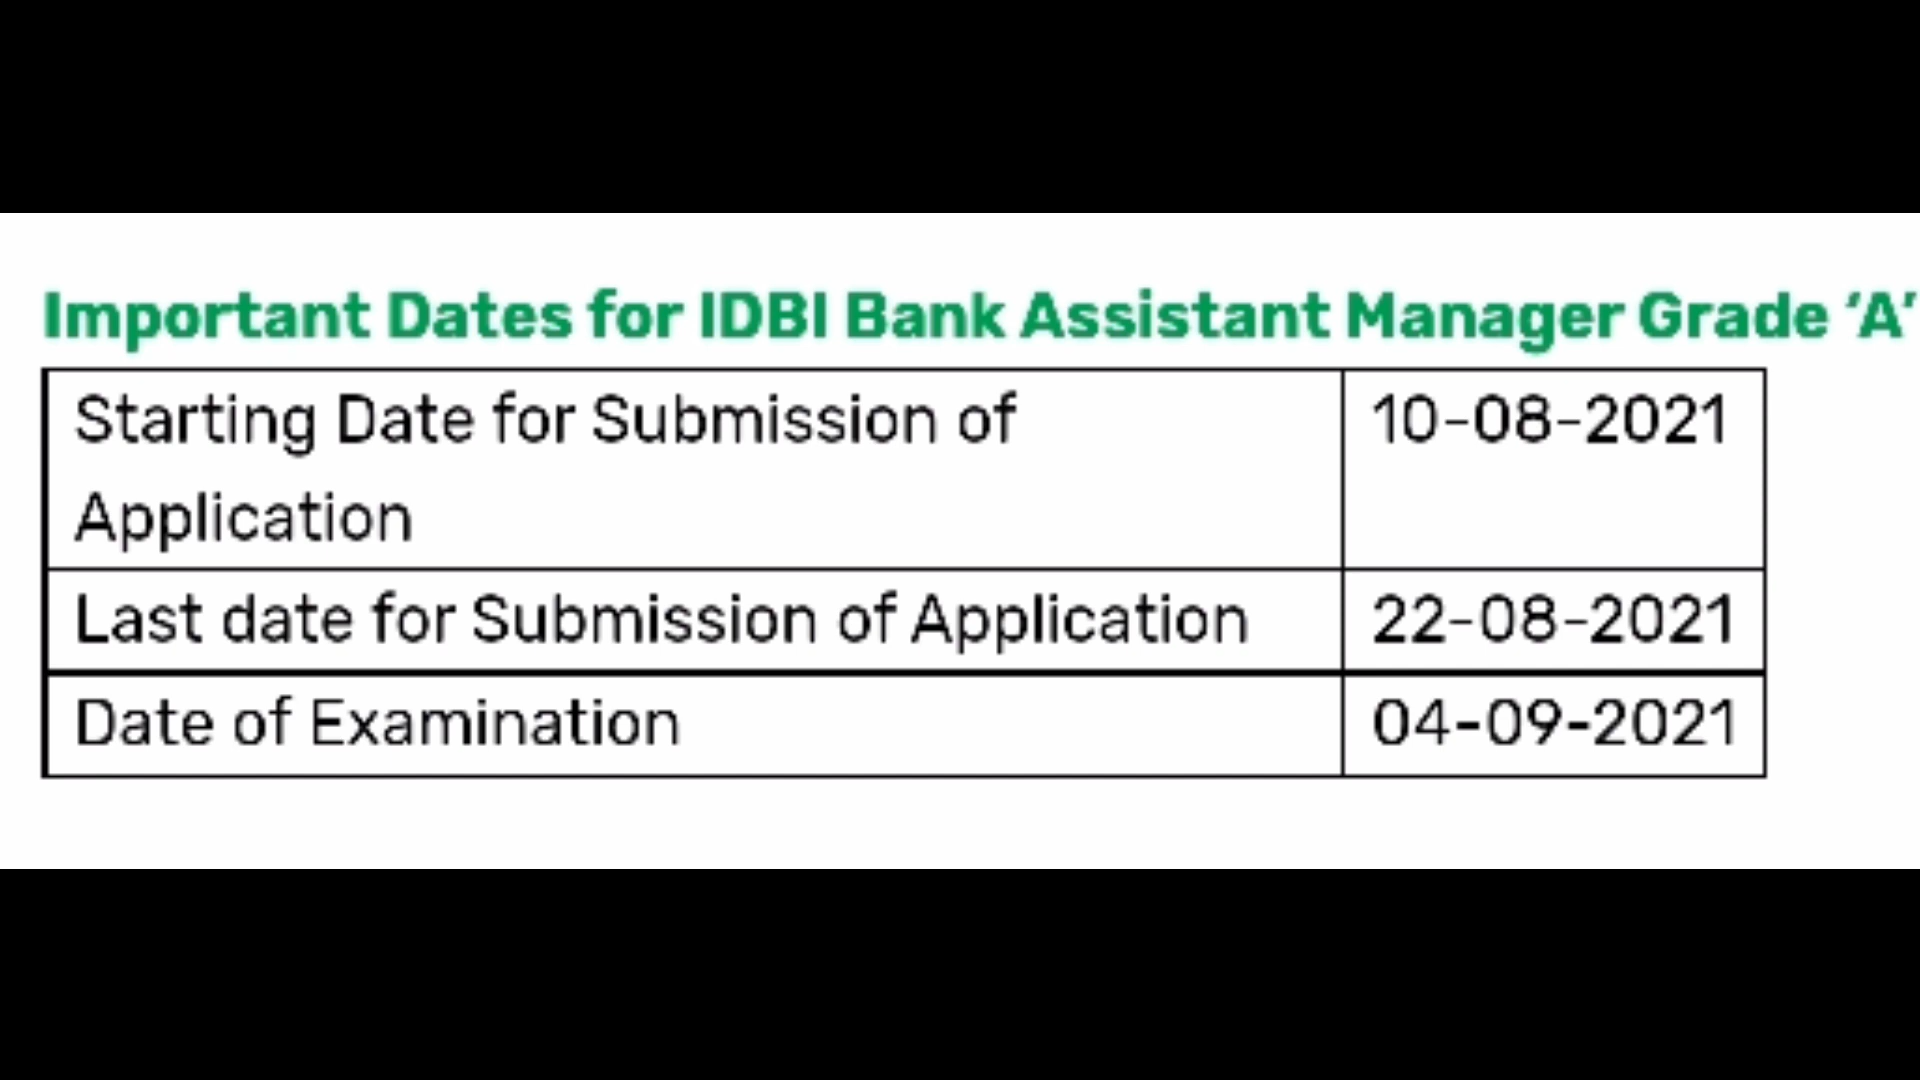 Important Dates for IDBI Bank Assistant Manager Grade ‘A’
Starting Date for Submission of 10-08-2021
Application
Last date for Submission of Application 22-08-2021
Date of Examination 04-09-2021